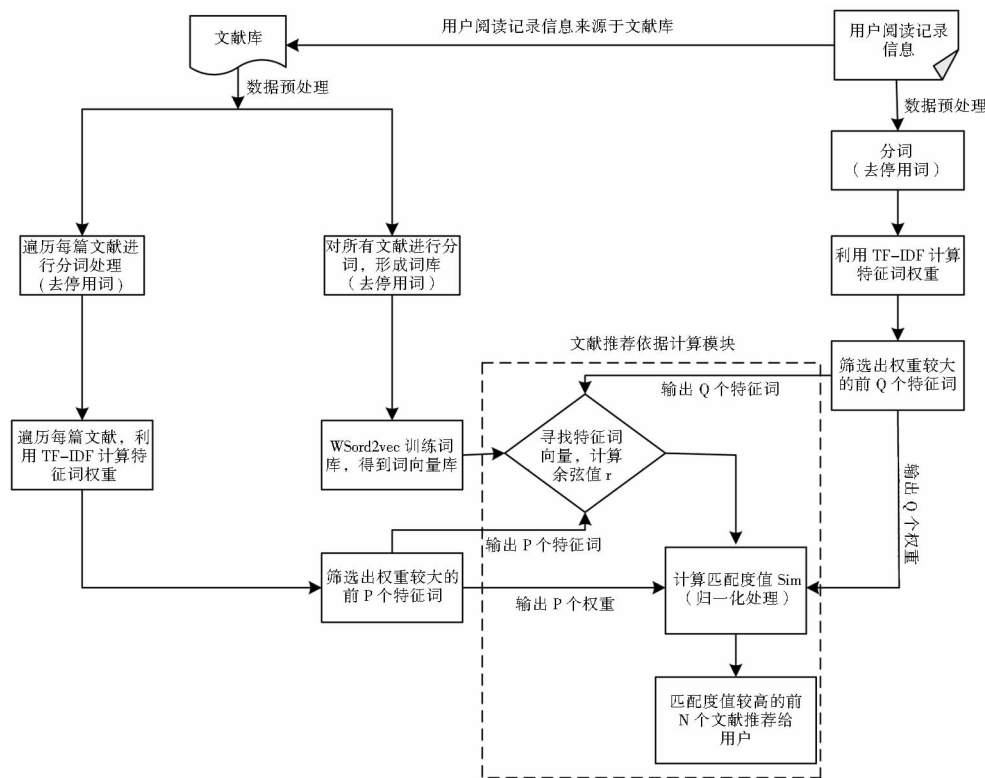 用户阅读记录信息来源于文献库
文献库
用户阅读记录
信息
数据预处理
数据预处理
分词
（去停用词）
遍历每篇文献进
行分词处理
（去停用词）
对所有文献进行分
词，形成词库
（去停用词）
利用 TF-IDF 计算
特征词权重
文献推荐依据计算模块
筛选出权重较大
的前 Q 个特征词
输出 Q 个特征词
遍历每篇文献，利
用 TF-IDF 计算特
征词权重
WSord2vec 训练词
库，得到词向量库
寻找特征词
向量，计算
余弦值 r
输出 Q 个权重
输出 P 个特征词
筛选出权重较大的
前 P 个特征词
输出 P 个权重
计算匹配度值 Sim
（归一化处理）
匹配度值较高的前
N 个文献推荐给
用户